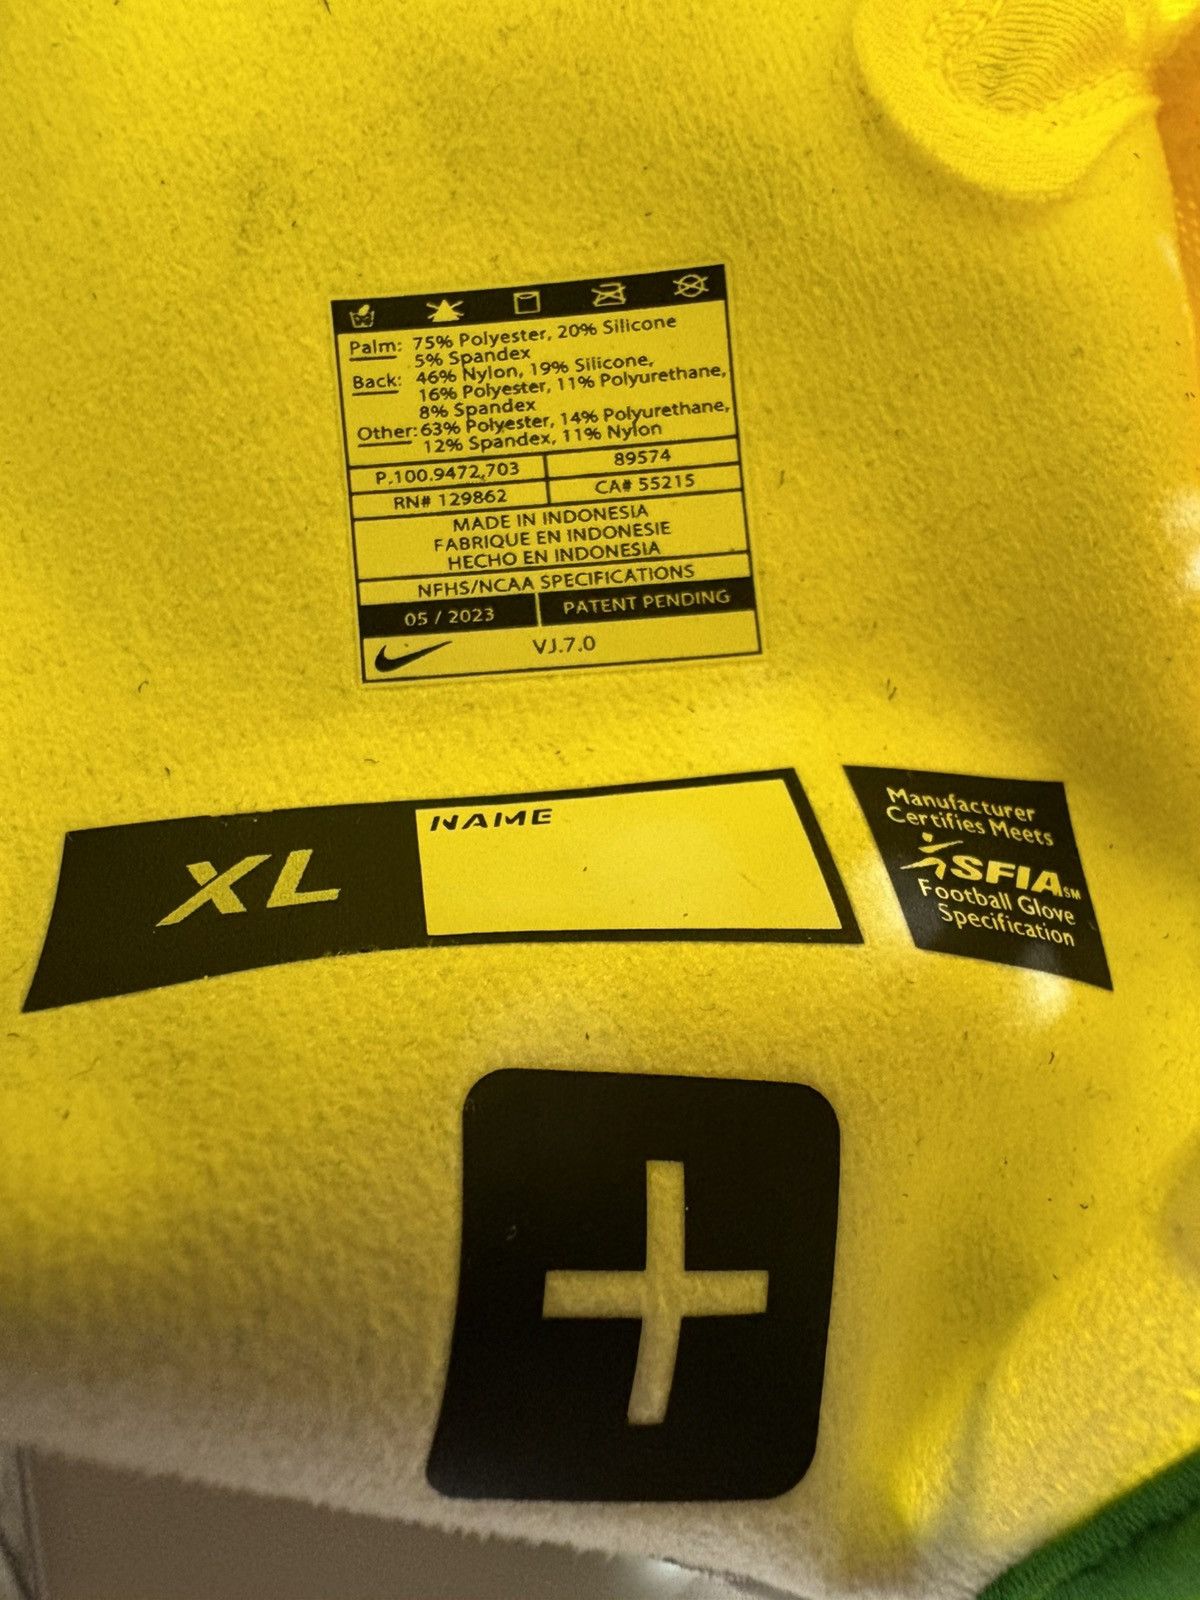 Palm: 75% Polyester, 20% Silicone
5% Spandex
Back: 46% Nylon, 19% Silicone,
16% Polyester, 11% Polyurethane,
8% Spandex
Other: 63% Polyester, 14% Polyurethane,
12% Spandex, 11% Nylon
P.100.9472.703 89574
RN# 129862 CA# 55215
MADE IN INDONESIA
FABRIQUE EN INDONESIE
HECHO EN INDONESIA
NFHS/NCAA SPECIFICATIONS
05 / 2023 PATENT PENDING
VJ.7.0
XL NAME
Manufacturer
Certifies Meets
SFIA SM
Football Glove
Specification